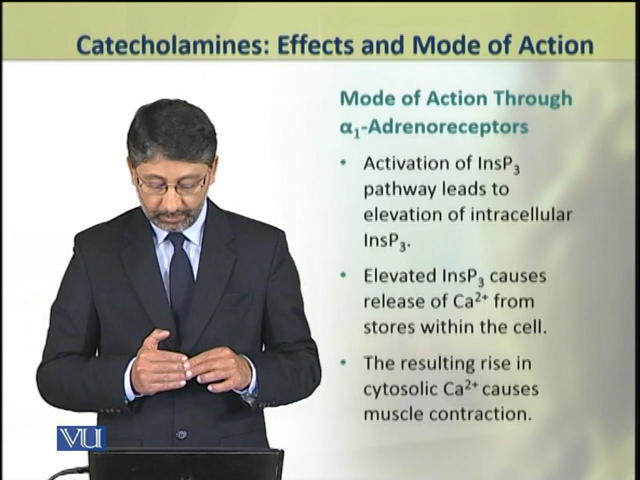 Catecholamines: Effects and Mode of Action
Mode of Action Through
α₁-Adrenoreceptors
• Activation of InsP₃
pathway leads to
elevation of intracellular
InsP₃.
• Elevated InsP₃ causes
release of Ca²⁺ from
stores within the cell.
• The resulting rise in
cytosolic Ca²⁺ causes
muscle contraction.
VU